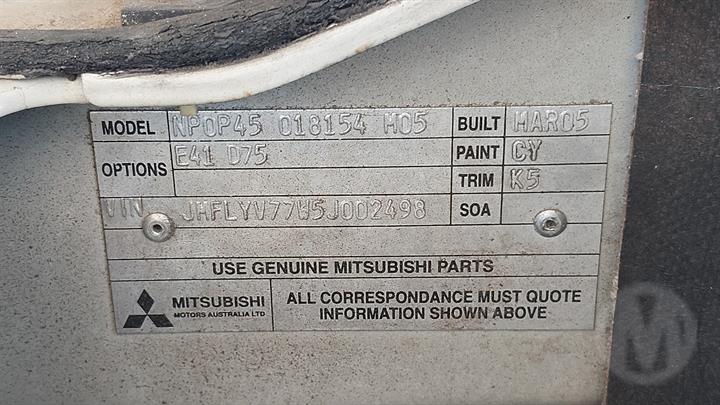 MODEL NP0P45 018154 M05 BUILT MAR05
OPTIONS E41 D75 PAINT CY
TRIM K5
VIN JMFLYV77W5J002498 SOA
USE GENUINE MITSUBISHI PARTS
MITSUBISHI
MOTORS AUSTRALIA LTD
ALL CORRESPONDANCE MUST QUOTE
INFORMATION SHOWN ABOVE
M